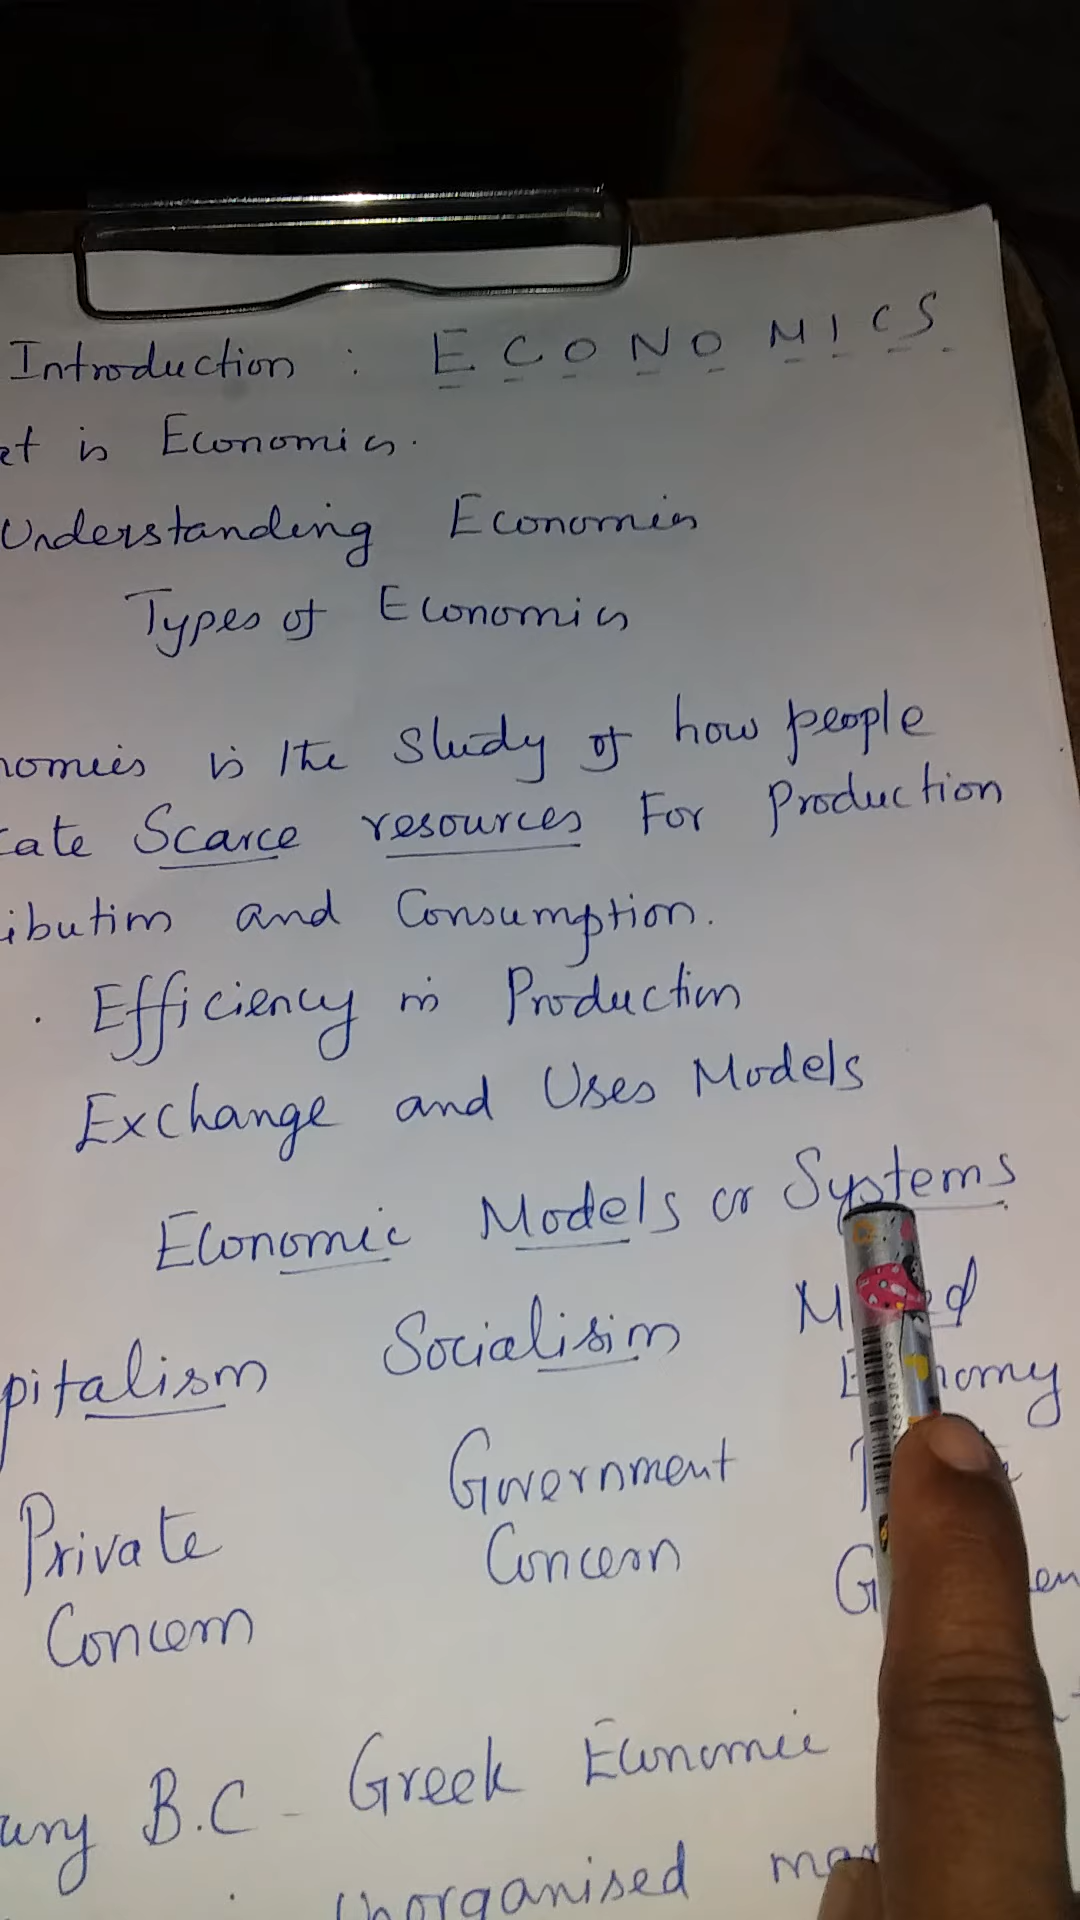 Introduction : ECONOMICS
is Economics.
Understanding Economics
Types of Economics
is the Study of how people
Scarce resources For Production
and Consumption.
. Efficiency in Production
Exchange and Uses Models
Economic Models or Systems
Socialisim
Private
Concern
Government
Concern
B.C - Greek Economic
Unorganised